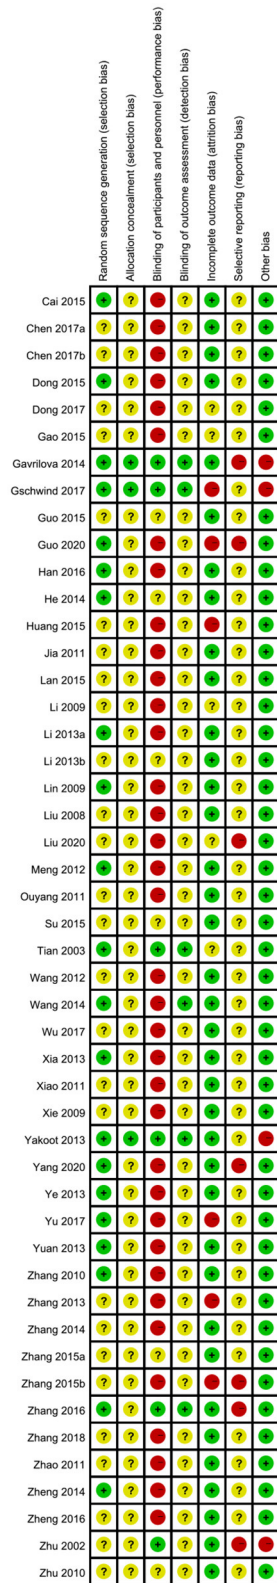 Random sequence generation (selection bias)
Allocation concealment (selection bias)
Blinding of participants and personnel (performance bias)
Blinding of outcome assessment (detection bias)
Incomplete outcome data (attrition bias)
Selective reporting (reporting bias)
Other bias
Cai 2015 + ? - ? + ? +
Chen 2017a ? ? - ? + ? +
Chen 2017b ? ? - ? + ? +
Dong 2015 + ? - ? + ? +
Dong 2017 ? ? - ? ? ? +
Gao 2015 ? ? - ? ? ? +
Gavrilova 2014 + + + + + - -
Gschwind 2017 + + + + - ? -
Guo 2015 ? ? ? ? + ? +
Guo 2020 + ? - ? - - +
Han 2016 + ? - ? + ? +
He 2014 + ? ? ? + ? +
Huang 2015 ? ? - ? - ? +
Jia 2011 ? ? - ? + ? +
Lan 2015 ? ? - ? + ? +
Li 2009 ? ? - ? ? ? +
Li 2013a + ? - ? + ? +
Li 2013b ? ? ? ? + ? +
Lin 2009 + ? - ? + ? +
Liu 2008 ? ? - ? + ? +
Liu 2020 ? ? - ? ? - +
Meng 2012 + ? - ? + ? +
Ouyang 2011 ? ? - ? + ? +
Su 2015 ? ? ? ? + ? +
Tian 2003 + ? + + ? ? +
Wang 2012 ? ? - ? + ? +
Wang 2014 + ? - + + ? +
Wu 2017 ? ? - ? + ? +
Xia 2013 + ? - ? + ? +
Xiao 2011 ? ? - ? + ? +
Xie 2009 ? ? - ? + ? +
Yakoot 2013 + + + + + ? -
Yang 2020 + ? - ? + - +
Ye 2013 + ? - ? + ? +
Yu 2017 + ? - ? - ? +
Yuan 2013 + ? - ? + ? +
Zhang 2010 + ? - ? + ? +
Zhang 2013 ? ? - ? - ? +
Zhang 2014 ? ? - ? + ? +
Zhang 2015a ? ? ? ? + ? +
Zhang 2015b ? ? - ? - - +
Zhang 2016 + ? + + + - +
Zhang 2018 ? ? - ? + ? +
Zhao 2011 ? ? - ? + ? +
Zheng 2014 + ? - ? + ? +
Zheng 2016 ? ? - ? + ? +
Zhu 2002 ? ? + ? + - -
Zhu 2010 ? ? ? ? + ? +